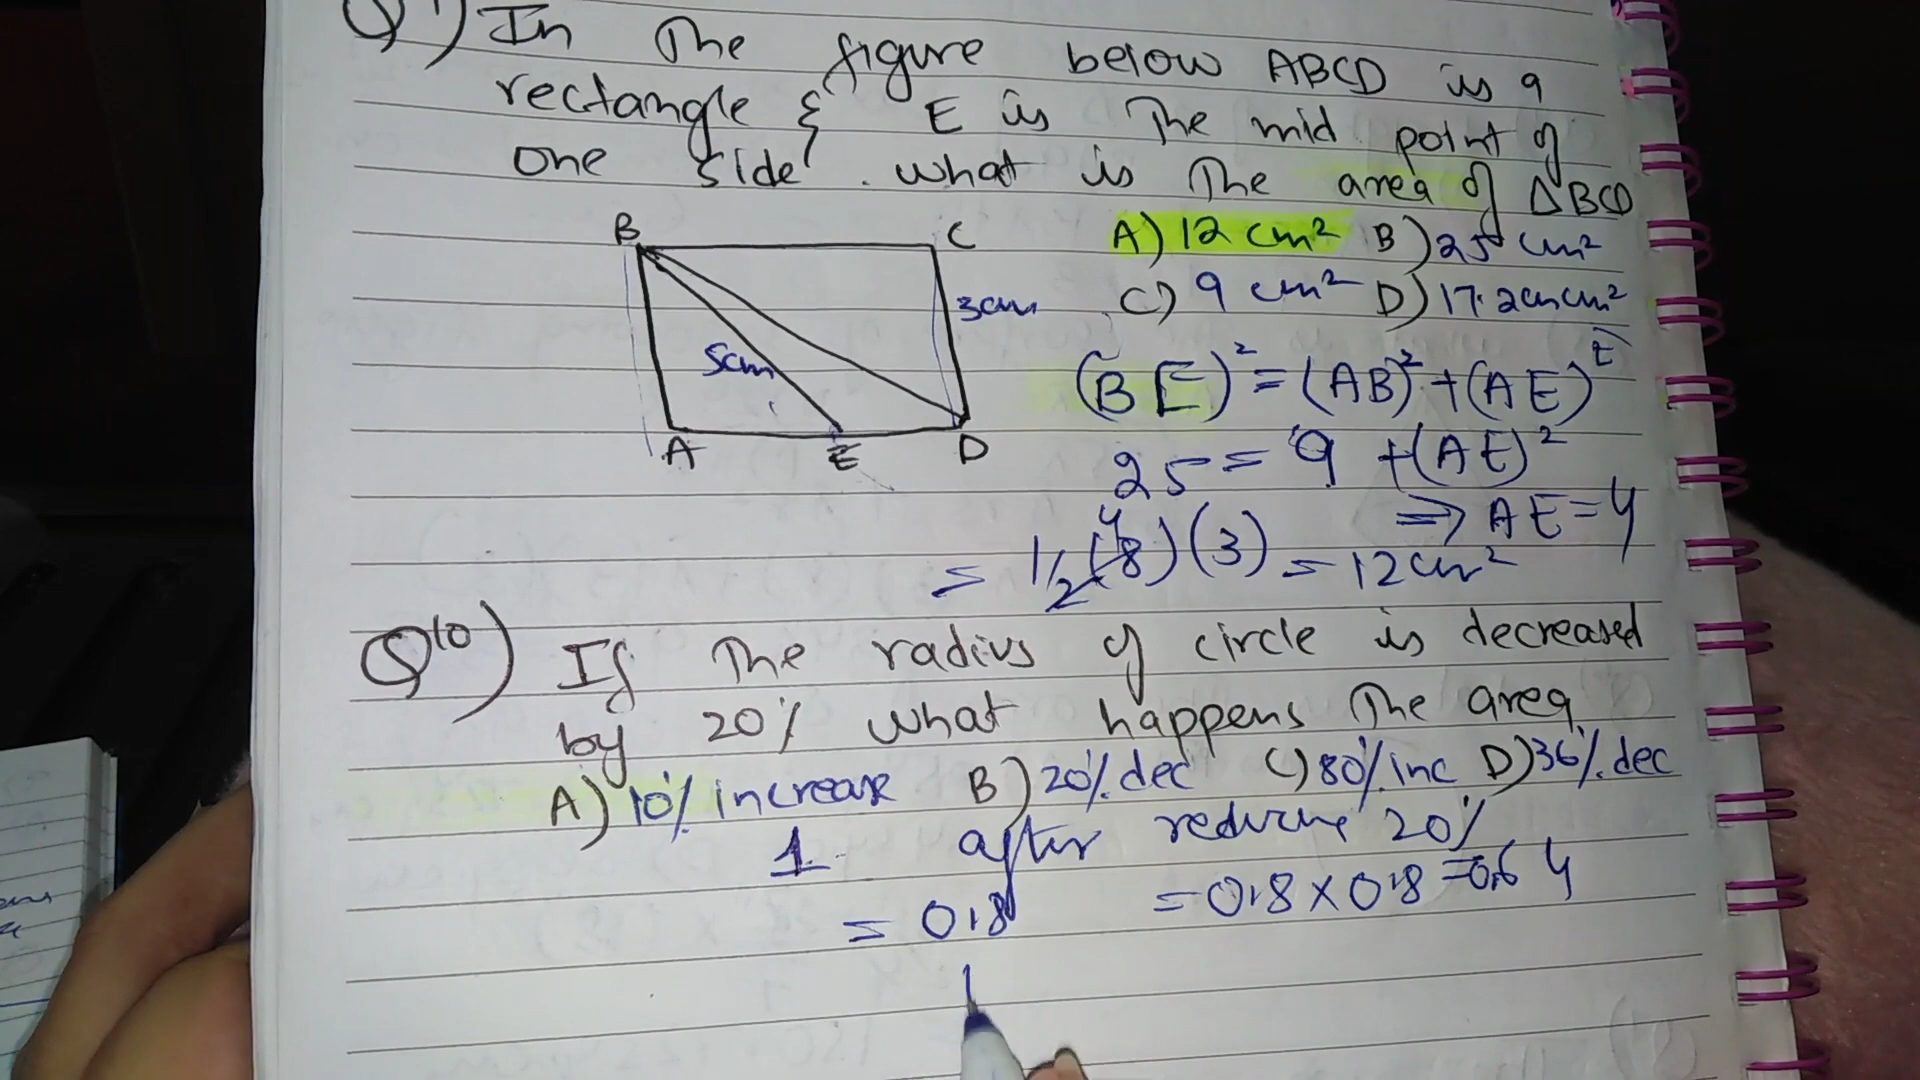 Q ) In The figure below ABCD is a
rectangle & E is The mid point of
one side. what is The area of ΔBCD
B C A) 12 cm² B) 25 cm²
3cm C) 9 cm² D) 17.2cm cm²
5cm (BE)² = (AB)² + (AE)²
A E D 25 = 9 + (AE)²
⇒ AE = 4
4
= 1/2 (8) (3) = 12 cm²
Q10) If The radius of circle is decreased
by 20% what happens The area
A) 10% increase B) 20%.dec C) 80% inc D) 36%.dec
1. after reducing 20%
= 0.8 = 0.8 x 0.8 = 0.64